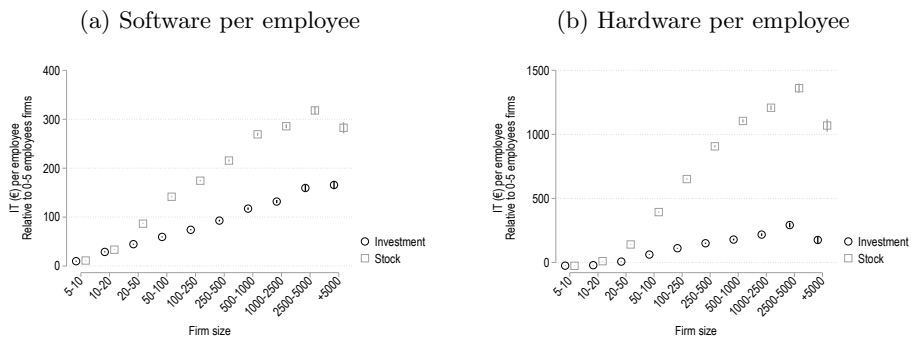 (a) Software per employee
IT (€) per employee
Relative to 0-5 employees firms
400
300
200
100
0
5-10
10-20
20-50
50-100
100-250
250-500
500-1000
1000-2500
2500-5000
+5000
Firm size
Investment
Stock
(b) Hardware per employee
IT (€) per employee
Relative to 0-5 employees firms
1500
1000
500
0
5-10
10-20
20-50
50-100
100-250
250-500
500-1000
1000-2500
2500-5000
+5000
Firm size
Investment
Stock